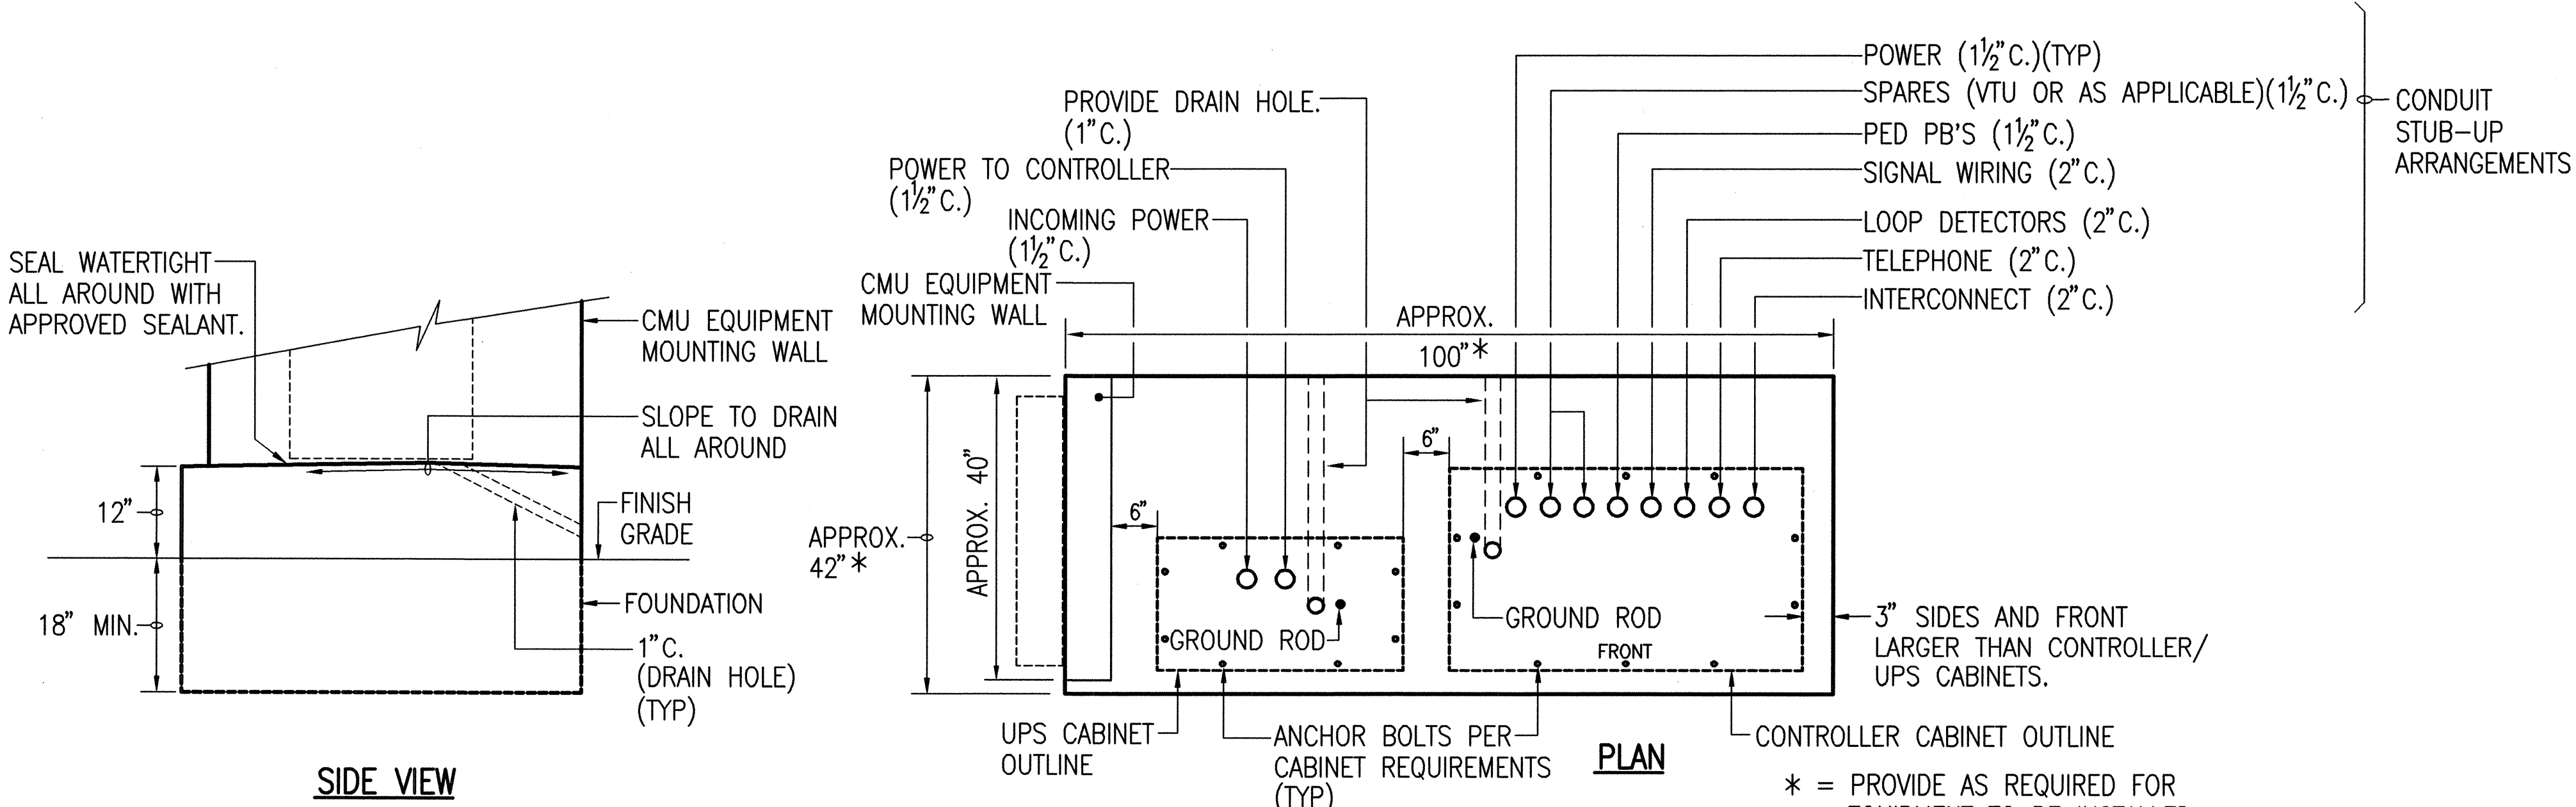 SEAL WATERTIGHT
ALL AROUND WITH
APPROVED SEALANT.
CMU EQUIPMENT
MOUNTING WALL
SLOPE TO DRAIN
ALL AROUND
12"
FINISH
GRADE
18" MIN.
FOUNDATION
1"C.
(DRAIN HOLE)
(TYP)
SIDE VIEW
PROVIDE DRAIN HOLE.
(1"C.)
POWER TO CONTROLLER
(1½"C.)
INCOMING POWER
(1½"C.)
CMU EQUIPMENT
MOUNTING WALL
POWER (1½"C.)(TYP)
SPARES (VTU OR AS APPLICABLE)(1½"C.)
PED PB'S (1½"C.)
SIGNAL WIRING (2"C.)
LOOP DETECTORS (2"C.)
TELEPHONE (2"C.)
INTERCONNECT (2"C.)
CONDUIT
STUB-UP
ARRANGEMENTS
APPROX.
100"*
APPROX.
42"*
APPROX. 40"
6"
6"
GROUND ROD
GROUND ROD
FRONT
3" SIDES AND FRONT
LARGER THAN CONTROLLER/
UPS CABINETS.
UPS CABINET
OUTLINE
ANCHOR BOLTS PER
CABINET REQUIREMENTS
(TYP)
PLAN
CONTROLLER CABINET OUTLINE
* = PROVIDE AS REQUIRED FOR